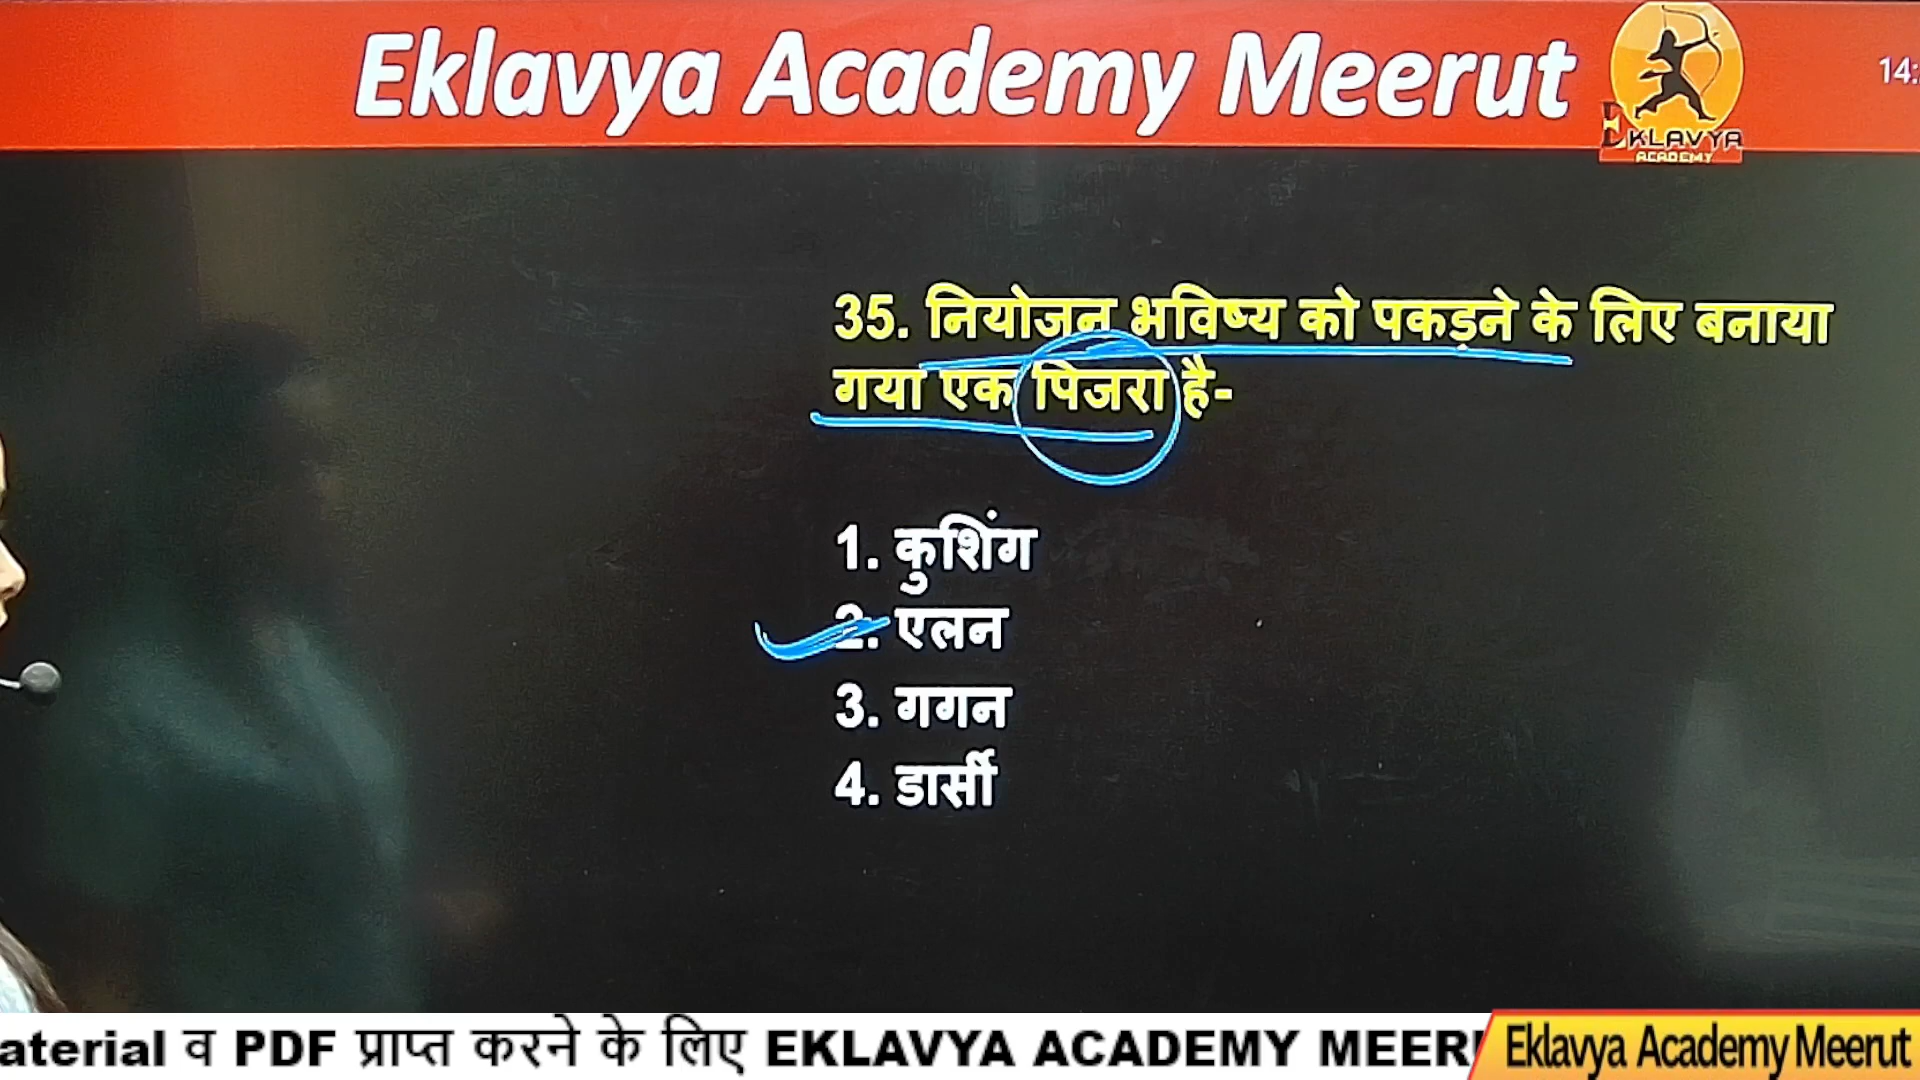 Eklavya Academy Meerut
EKLAVYA
ACADEMY
14:
35. नियोजन भविष्य को पकड़ने के लिए बनाया
गया एक पिजरा है-
1. कुशिंग
2. एलन
3. गगन
4. डार्सी
aterial व PDF प्राप्त करने के लिए EKLAVYA ACADEMY MEER
Eklavya Academy Meerut